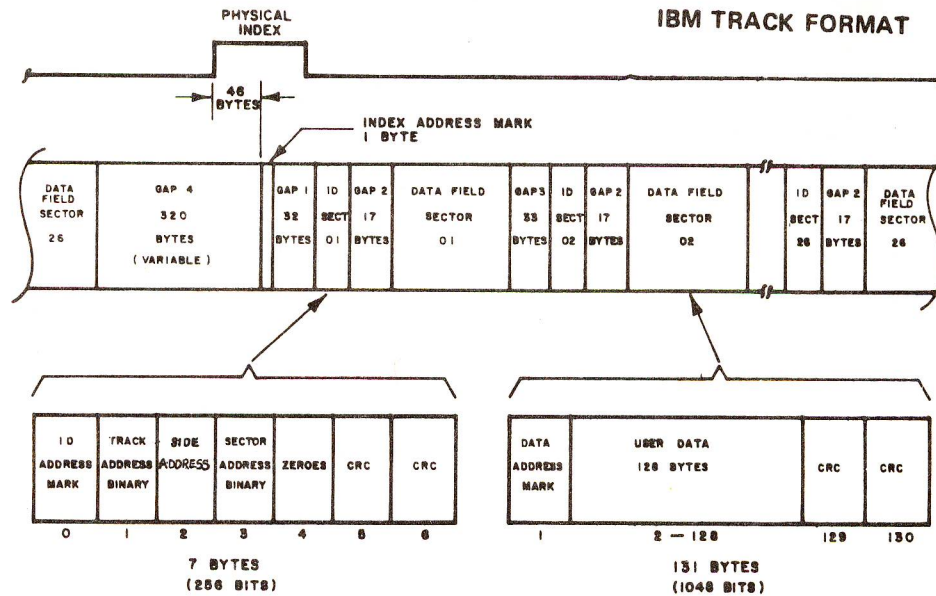 IBM TRACK FORMAT
PHYSICAL
INDEX
46
BYTES
INDEX ADDRESS MARK
1 BYTE
DATA
FIELD
SECTOR
26
GAP 4
320
BYTES
(VARIABLE)
GAP 1
32
BYTES
ID
SECT
01
GAP 2
17
BYTES
DATA FIELD
SECTOR
01
GAP 3
33
BYTES
ID
SECT
02
GAP 2
17
BYTES
DATA FIELD
SECTOR
02
ID
SECT
26
GAP 2
17
BYTES
DATA
FIELD
SECTOR
26
ID
ADDRESS
MARK
TRACK
ADDRESS
BINARY
SIDE
ADDRESS
SECTOR
ADDRESS
BINARY
ZEROES
CRC
CRC
0 1 2 3 4 5 6
7 BYTES
(256 BITS)
DATA
ADDRESS
MARK
USER DATA
128 BYTES
CRC
CRC
1 2 — 128 129 130
131 BYTES
(1048 BITS)